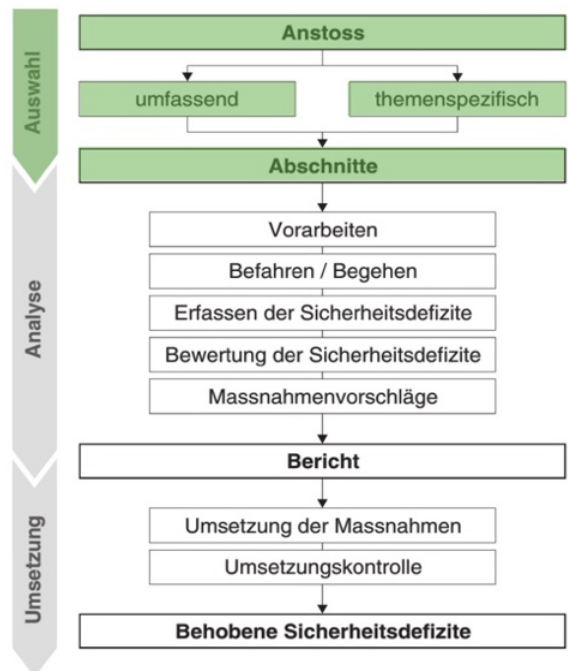 Auswahl
Anstoss
umfassend
themenspezifisch
Abschnitte
Analyse
Vorarbeiten
Befahren / Begehen
Erfassen der Sicherheitsdefizite
Bewertung der Sicherheitsdefizite
Massnahmenvorschläge
Bericht
Umsetzung
Umsetzung der Massnahmen
Umsetzungskontrolle
Behobene Sicherheitsdefizite